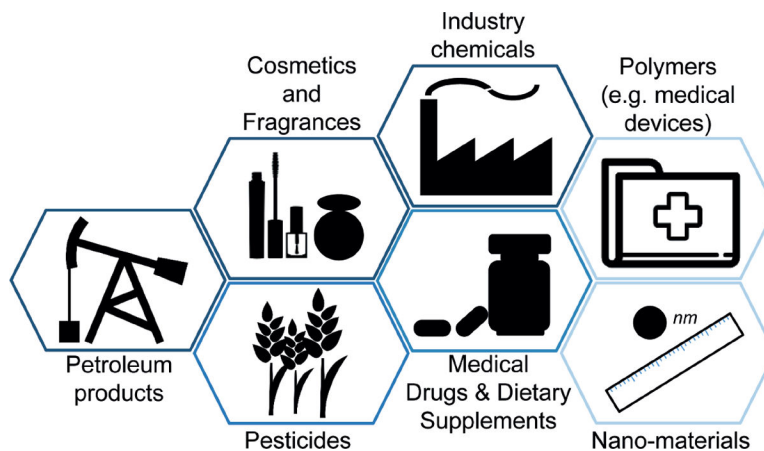 Industry
chemicals
Cosmetics
and
Fragrances
Polymers
(e.g. medical
devices)
nm
Petroleum
products
Medical
Drugs & Dietary
Supplements
Pesticides
Nano-materials